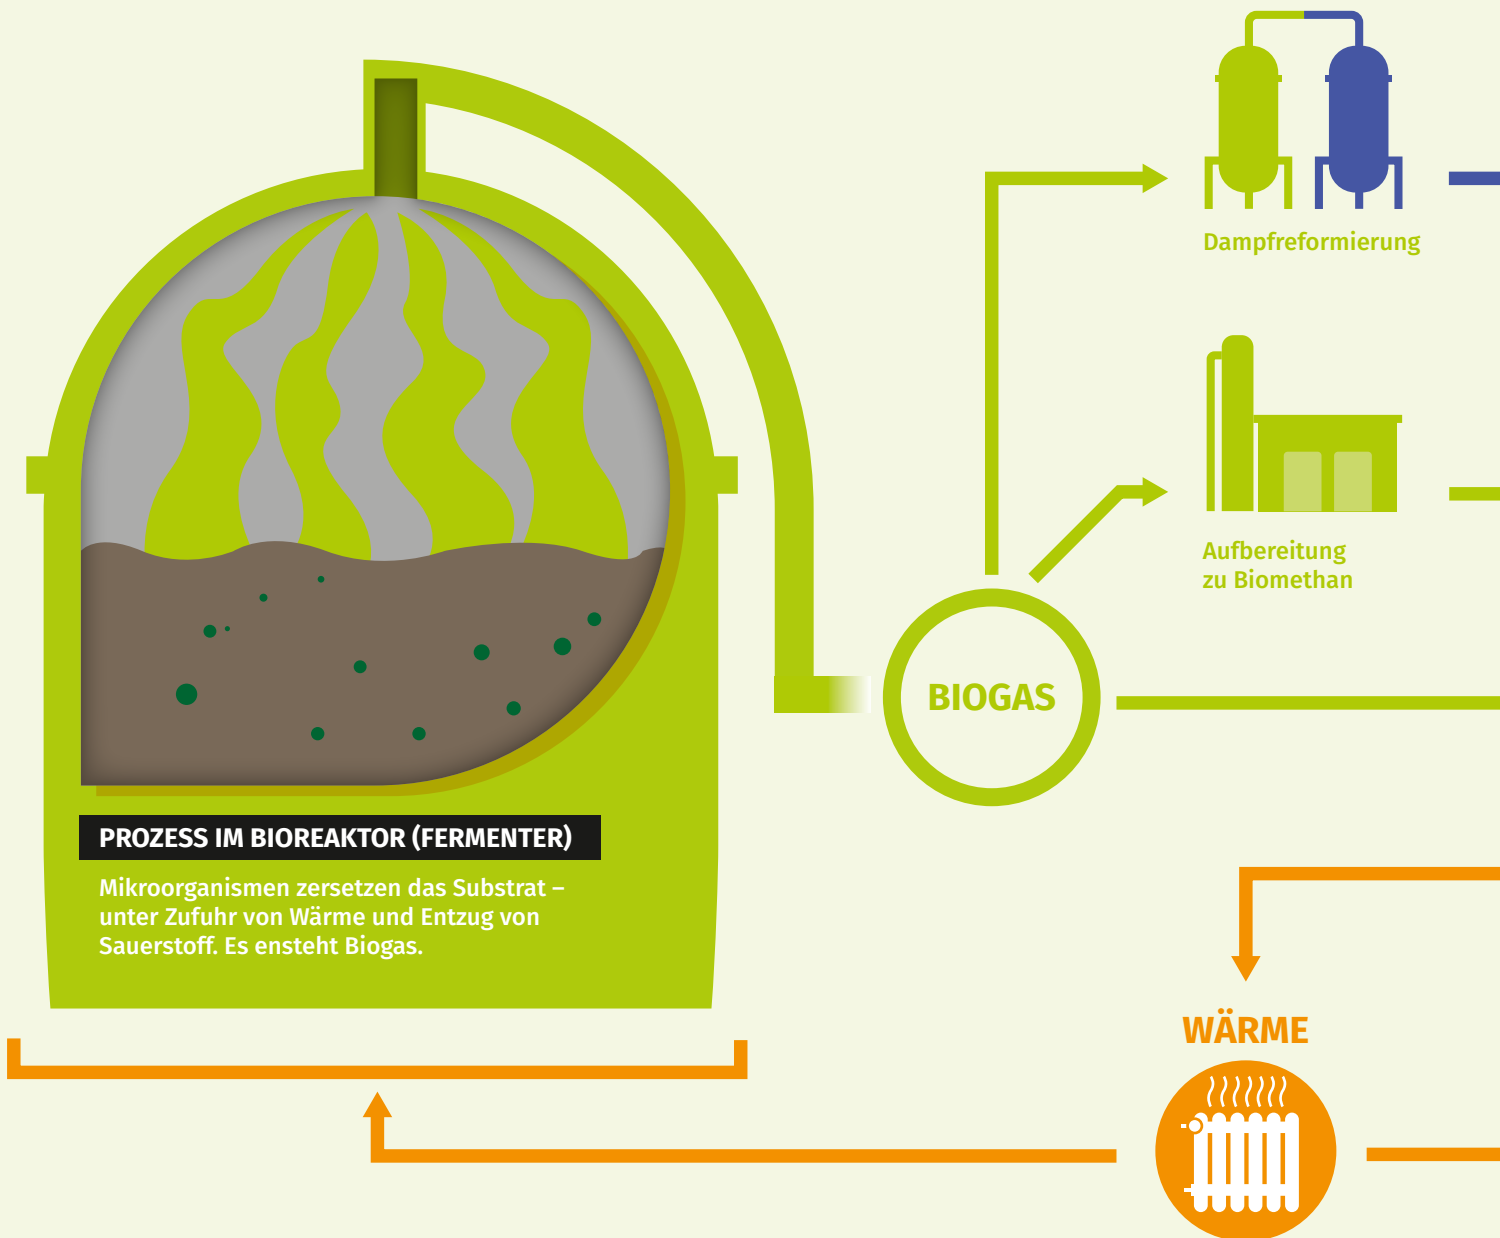 Dampfreformierung
Aufbereitung
zu Biomethan
BIOGAS
PROZESS IM BIOREAKTOR (FERMENTER)
Mikroorganismen zersetzen das Substrat –
unter Zufuhr von Wärme und Entzug von
Sauerstoff. Es ensteht Biogas.
WÄRME